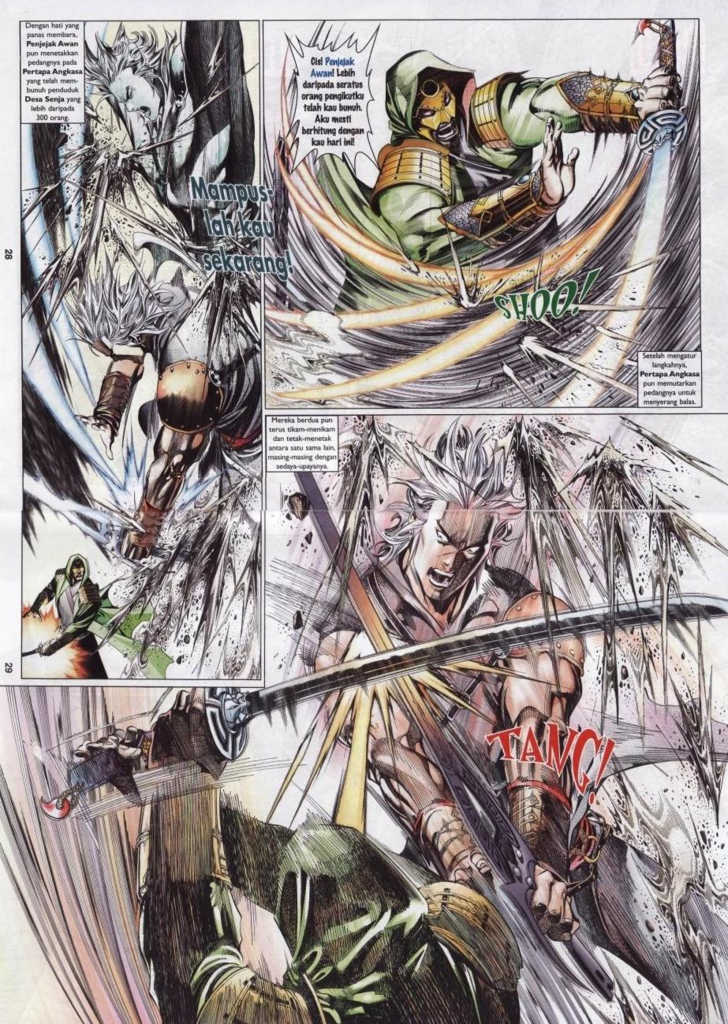 Dengan hati yang
panas membara,
Penjejak Awan
pun menetakkan
pedangnya pada
Pertapa Angkasa
yang telah mem-
bunuh penduduk
Desa Senja yang
lebih daripada
300 orang.
Mampus-
lah kau
sekarang!
Cis! Penjejak
Awan! Lebih
daripada seratus
orang pengikutku
telah kau bunuh.
Aku mesti
berhitung dengan
kau hari ini!
SHOO!
Setelah mengatur
langkahnya,
Pertapa Angkasa
pun memutarkan
pedangnya untuk
menyerang balas.
28
Mereka berdua pun
terus tikam-menikam
dan tetak-menetak
antara satu sama lain,
masing-masing dengan
sedaya-upayanya.
29
TANG!